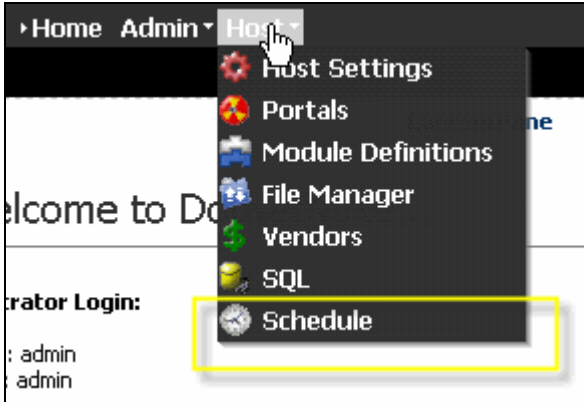 Home Admin Host
Host Settings
Portals
ne
Module Definitions
File Manager
elcome to Do
Vendors
SQL
trator Login:
Schedule
: admin
: admin